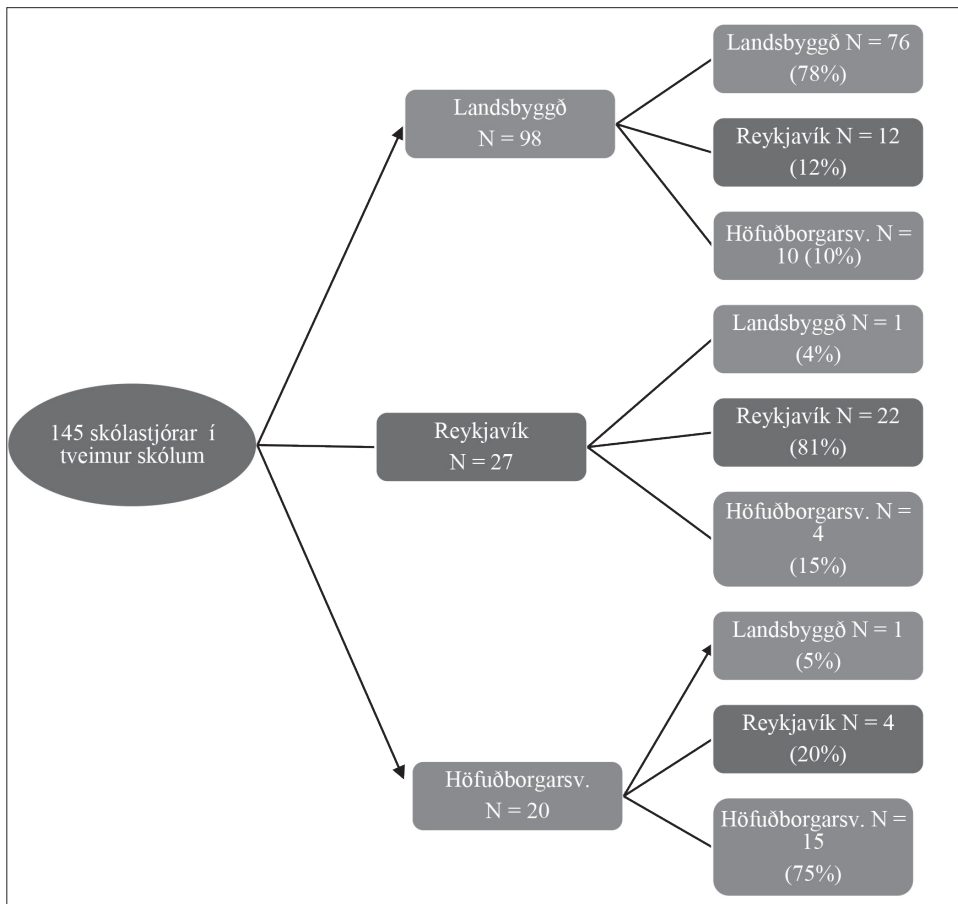 145 skólastjórar í
tveimur skólum
Landsbyggð
N = 98
Landsbyggð N = 76
(78%)
Reykjavík N = 12
(12%)
Höfuðborgarsv. N =
10 (10%)
Reykjavík
N = 27
Landsbyggð N = 1
(4%)
Reykjavík N = 22
(81%)
Höfuðborgarsv. N =
4
(15%)
Höfuðborgarsv.
N = 20
Landsbyggð N = 1
(5%)
Reykjavík N = 4
(20%)
Höfuðborgarsv. N =
15
(75%)